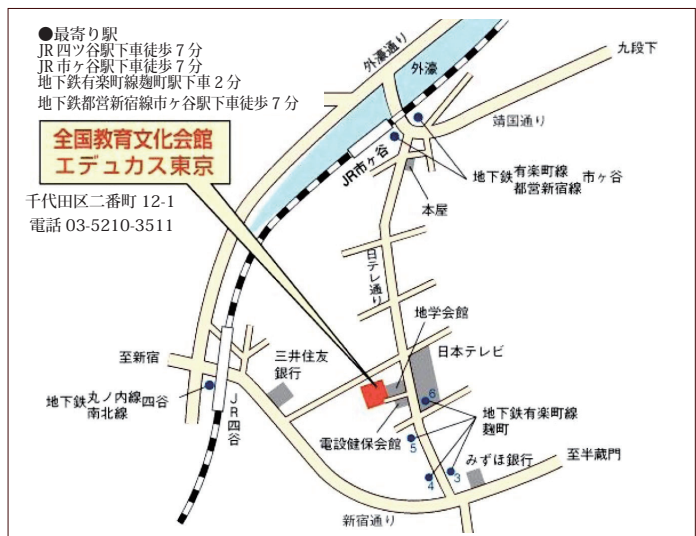 ●最寄り駅
JR四ツ谷駅下車徒歩7分
JR市ヶ谷駅下車徒歩7分
地下鉄有楽町線麹町駅下車2分
地下鉄都営新宿線市ヶ谷駅下車徒歩7分
全国教育文化会館
エデュカス東京
千代田区二番町 12-1
電話 03-5210-3511
外濠通り
外濠
九段下
靖国通り
JR市ヶ谷
地下鉄 有楽町線 市ヶ谷
都営新宿線
本屋
日テレ通り
地学会館
日本テレビ
至新宿
三井住友
銀行
地下鉄 丸ノ内線 四谷
南北線
JR四谷
電設健保会館
6
5
地下鉄有楽町線
麹町
4
3
みずほ銀行
至半蔵門
新宿通り